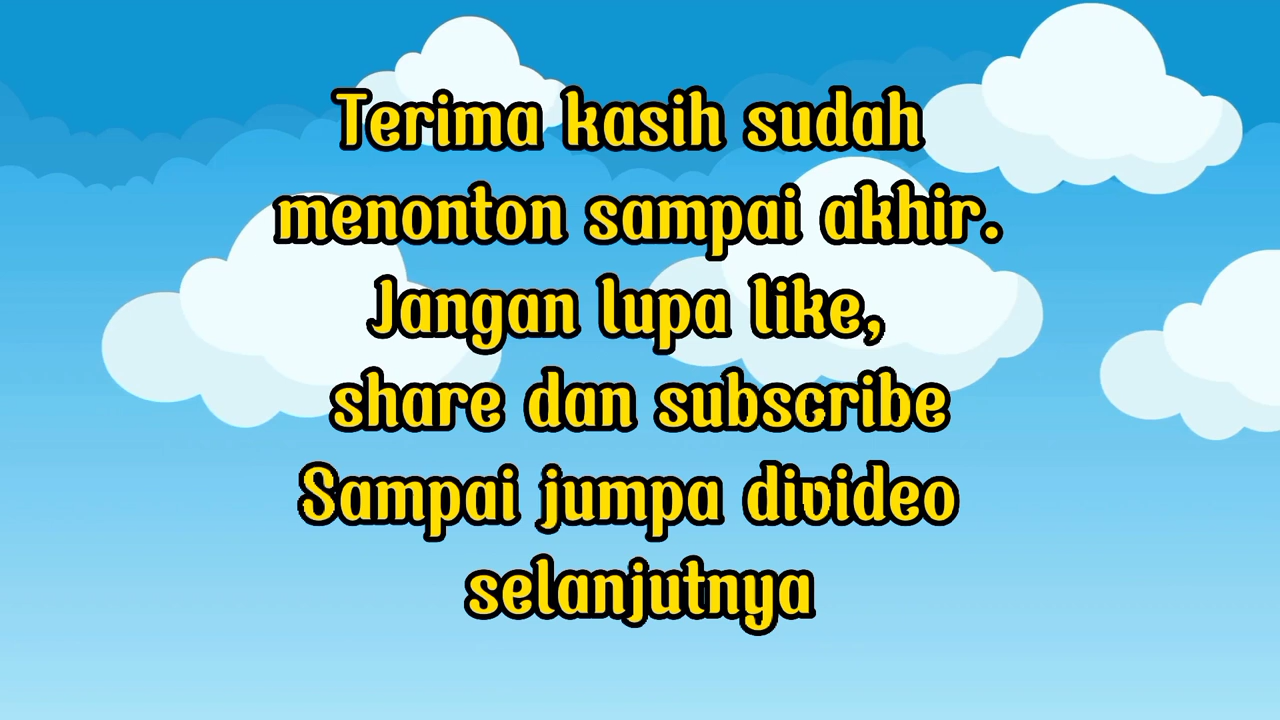 Terima kasih sudah
menonton sampai akhir.
Jangan lupa like,
share dan subscribe
Sampai jumpa divideo
selanjutnya